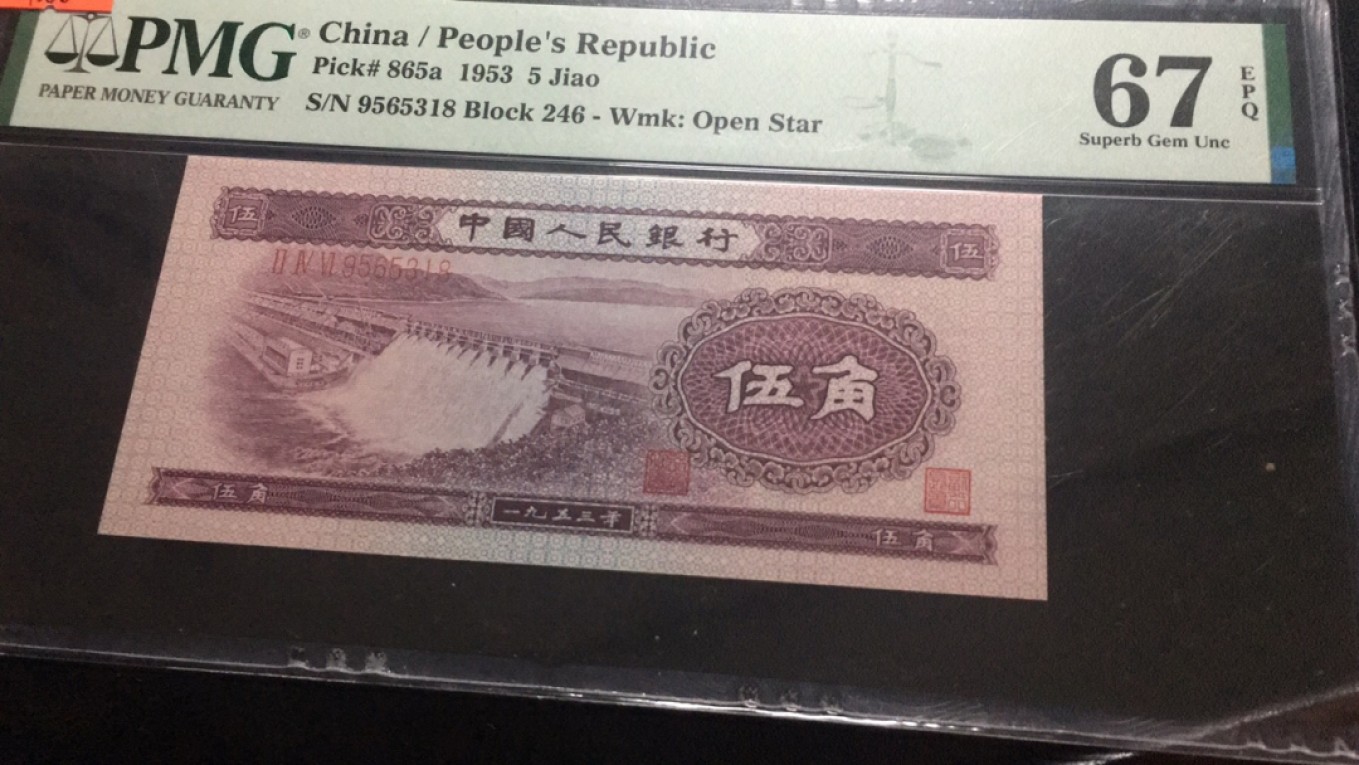 PMG®
PAPER MONEY GUARANTY
China / People's Republic
Pick# 865a 1953 5 Jiao
S/N 9565318 Block 246 - Wmk: Open Star
67
EPQ
Superb Gem Unc
伍
中國人民銀行
伍
II IV VI 9565318
伍角
伍角
一九五三年
伍角